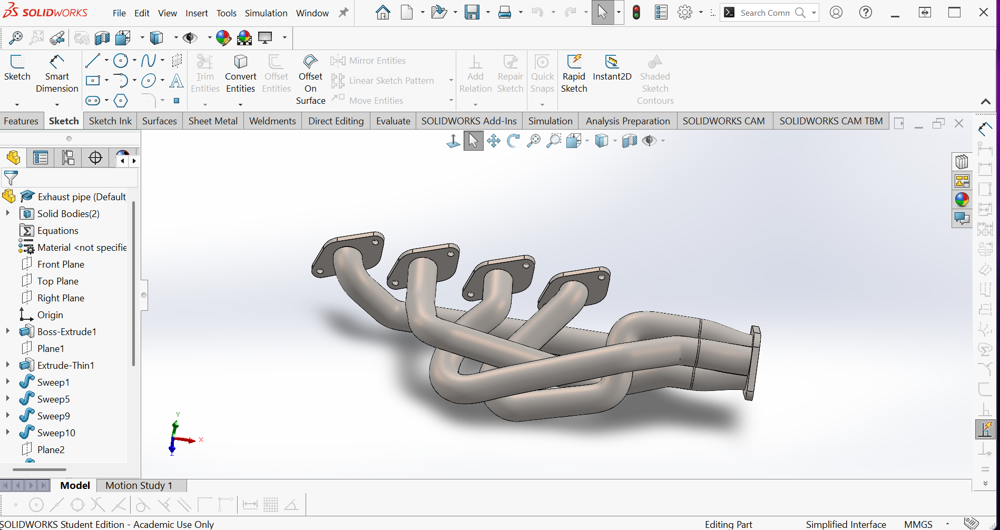 SOLIDWORKS File Edit View Insert Tools Simulation Window Search Comm
Sketch Smart Dimension Trim Entities Convert Entities Offset Entities Offset On Surface Mirror Entities Linear Sketch Pattern Move Entities Add Relation Repair Sketch Quick Snaps Rapid Sketch Instant2D Shaded Sketch Contours
Features Sketch Sketch Ink Surfaces Sheet Metal Weldments Direct Editing Evaluate SOLIDWORKS Add-Ins Simulation Analysis Preparation SOLIDWORKS CAM SOLIDWORKS CAM TBM
Exhaust pipe (Default
Solid Bodies(2)
Equations
Material <not specifie
Front Plane
Top Plane
Right Plane
Origin
Boss-Extrude1
Plane1
Extrude-Thin1
Sweep1
Sweep5
Sweep9
Sweep10
Plane2
Y
X
Z
Model Motion Study 1
SOLIDWORKS Student Edition - Academic Use Only Editing Part Simplified Interface MMGS